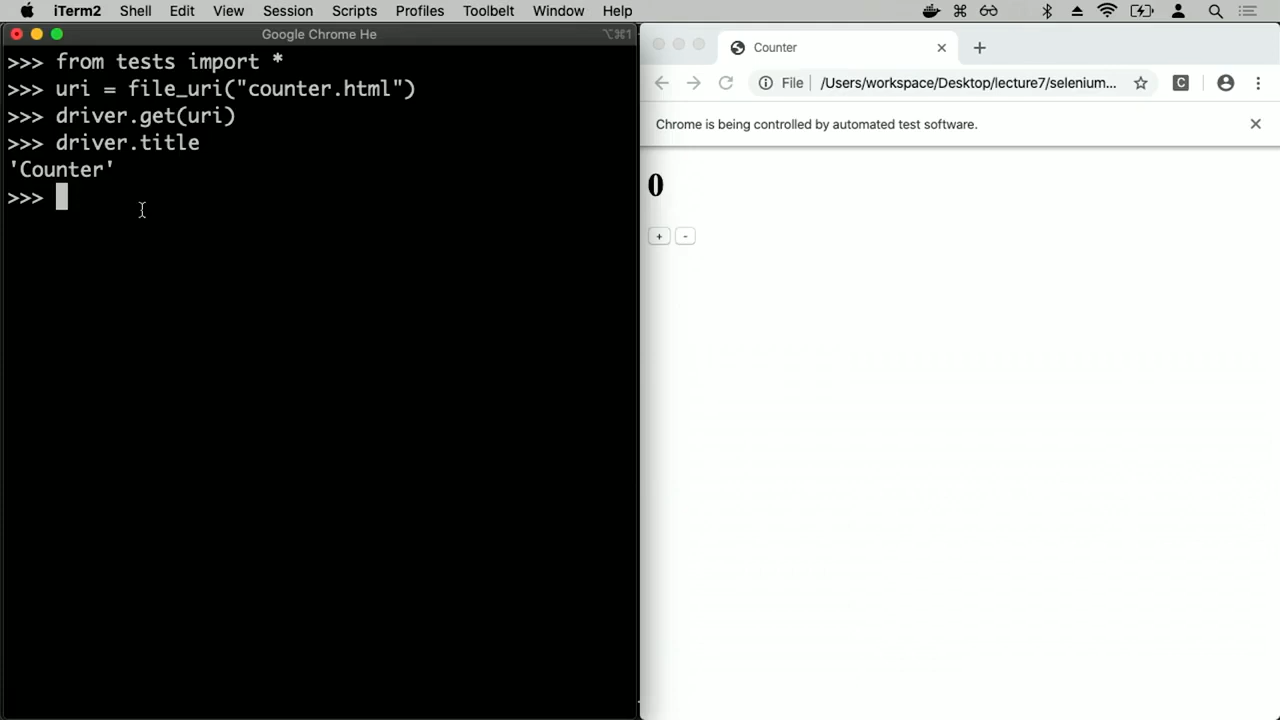 iTerm2 Shell Edit View Session Scripts Profiles Toolbelt Window Help
Google Chrome He
⌥⌘1
>>> from tests import *
>>> uri = file_uri("counter.html")
>>> driver.get(uri)
>>> driver.title
'Counter'
>>>
Counter
File /Users/workspace/Desktop/lecture7/selenium...
C
Chrome is being controlled by automated test software.
0
+ -